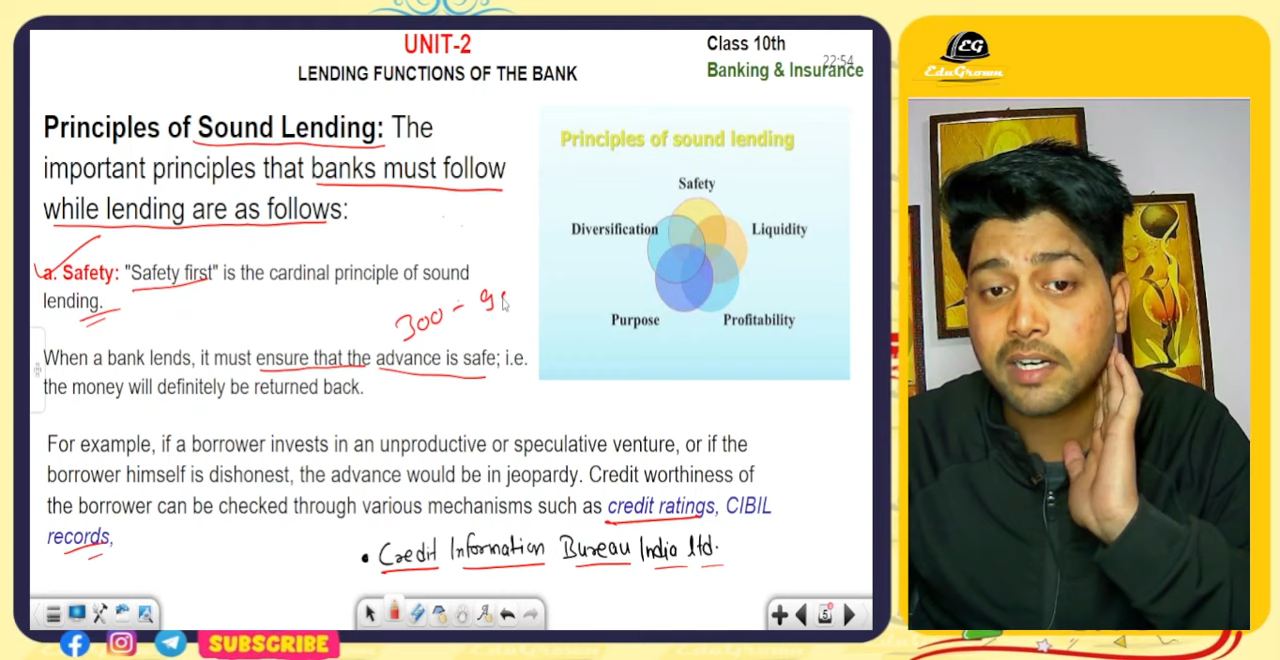 UNIT-2
LENDING FUNCTIONS OF THE BANK
Class 10th
22:54
Banking & Insurance
EG
EduGrown
Principles of Sound Lending: The
important principles that banks must follow
while lending are as follows:
a. Safety: "Safety first" is the cardinal principle of sound
lending.
300 - 9
When a bank lends, it must ensure that the advance is safe; i.e.
the money will definitely be returned back.
Principles of sound lending
Safety
Diversification
Liquidity
Purpose
Profitability
For example, if a borrower invests in an unproductive or speculative venture, or if the
borrower himself is dishonest, the advance would be in jeopardy. Credit worthiness of
the borrower can be checked through various mechanisms such as credit ratings, CIBIL
records,
• Credit Information Bureau India ltd.
5
SUBSCRIBE